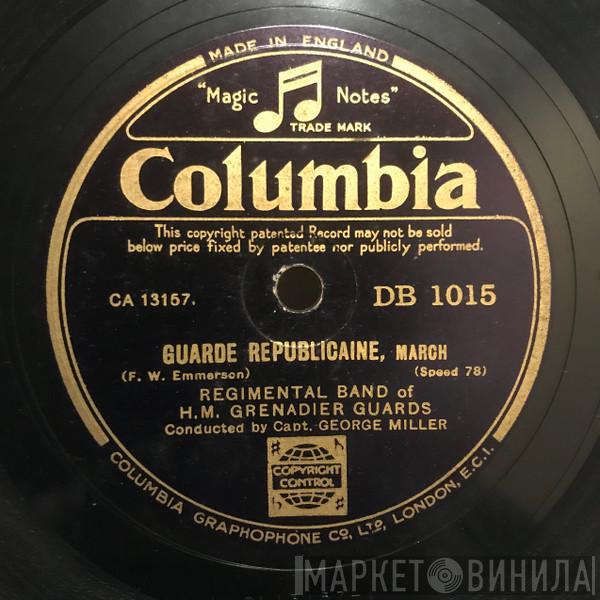 MADE IN ENGLAND
"Magic Notes"
TRADE MARK
Columbia
This copyright patented Record may not be sold
below price fixed by patentee nor publicly performed.
CA 13157. DB 1015
GUARDE REPUBLICAINE, MARCH
(F. W. Emmerson) (Speed 78)
REGIMENTAL BAND of
H.M. GRENADIER GUARDS
Conducted by Capt. GEORGE MILLER
COPYRIGHT
CONTROL
COLUMBIA GRAPHOPHONE CO. LTD, LONDON, E.C.1.
МАРКЕТ ВИНИЛА